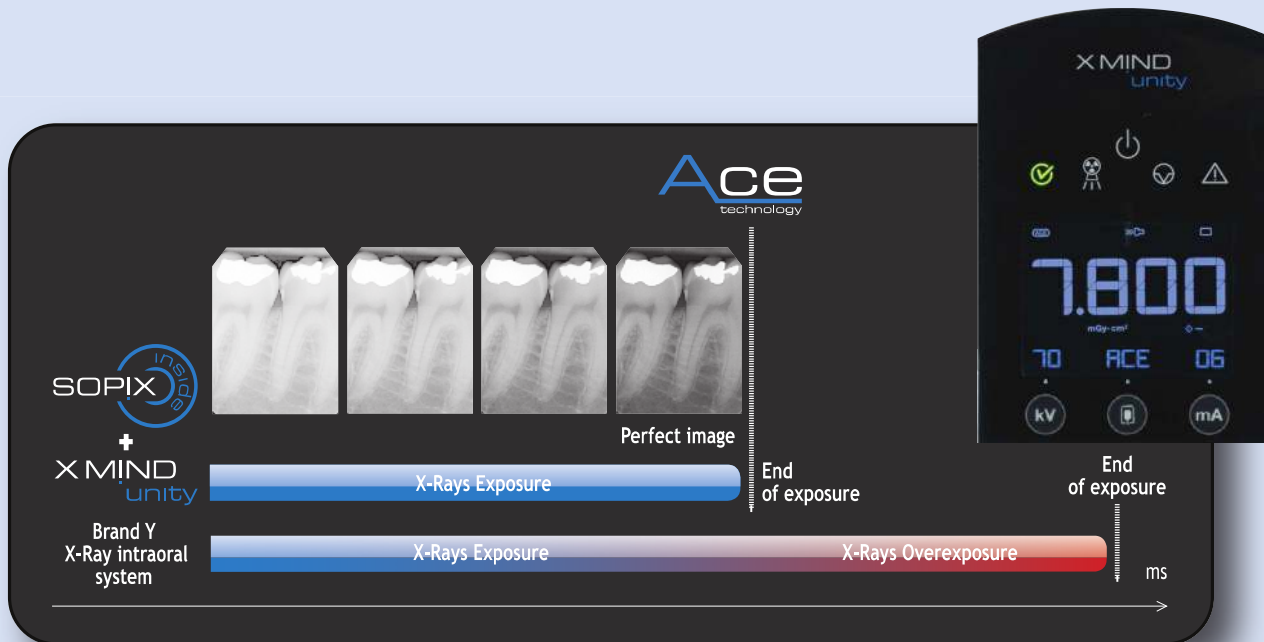 X MIND
unity
7.800
mGy·cm²
70 ACE 06
kV mA
Ace
technology
SOPIX inside
+
X MIND
unity
Perfect image
X-Rays Exposure
End
of exposure
End
of exposure
Brand Y
X-Ray intraoral
system
X-Rays Exposure
X-Rays Overexposure
ms